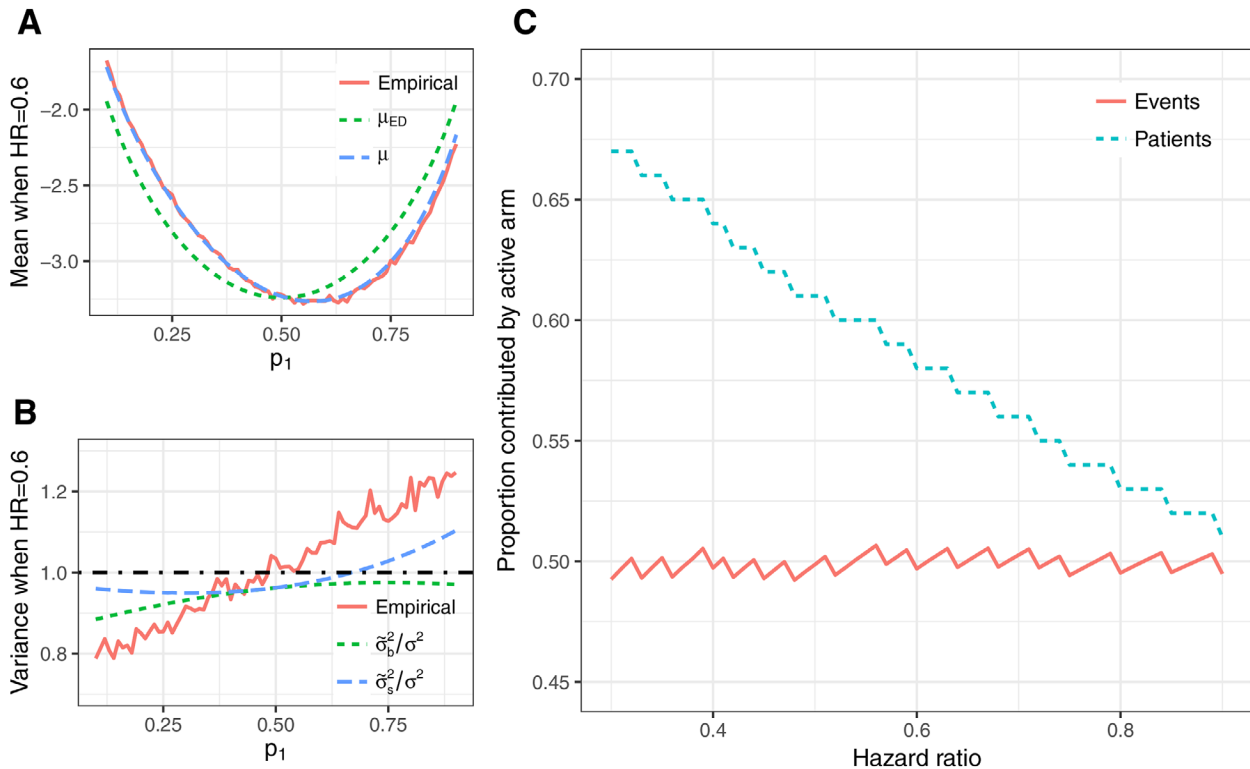 A
Mean when HR=0.6
−2.0
−2.5
−3.0
Empirical
μED
μ
0.25
0.50
0.75
p1
B
Variance when HR=0.6
1.2
1.0
0.8
Empirical
σ̃b²/σ²
σ̃s²/σ²
0.25
0.50
0.75
p1
C
Proportion contributed by active arm
0.70
0.65
0.60
0.55
0.50
0.45
Events
Patients
0.4
0.6
0.8
Hazard ratio